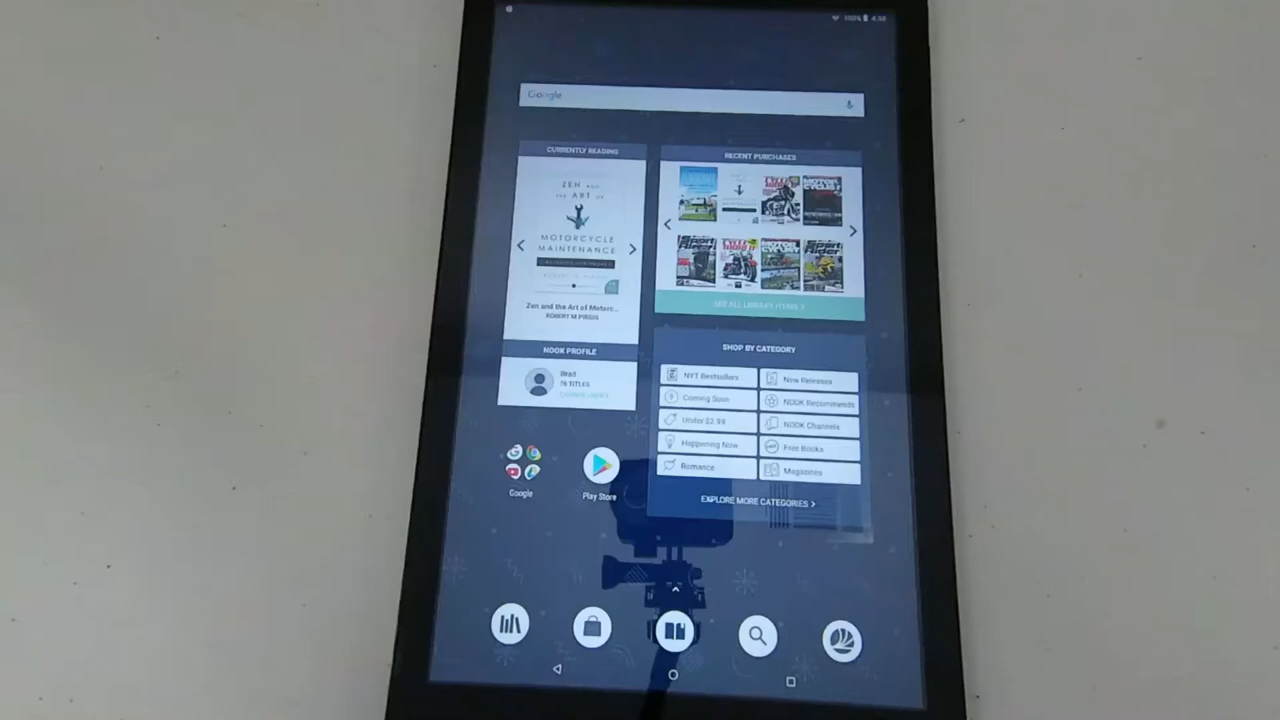 100% 4:38
Google
CURRENTLY READING
ZEN AND
THE ART OF
MOTORCYCLE
MAINTENANCE
Zen and the Art of Motorc...
ROBERT M. PIRSIG
NOOK PROFILE
Brad
76 TITLES
RECENT PURCHASES
SEE ALL LIBRARY ITEMS
SHOP BY CATEGORY
NYT Bestsellers
New Releases
Coming Soon
NOOK Recommends
Under $2.99
NOOK Channels
Happening Now
Free Books
Romance
Magazines
EXPLORE MORE CATEGORIES
Google
Play Store